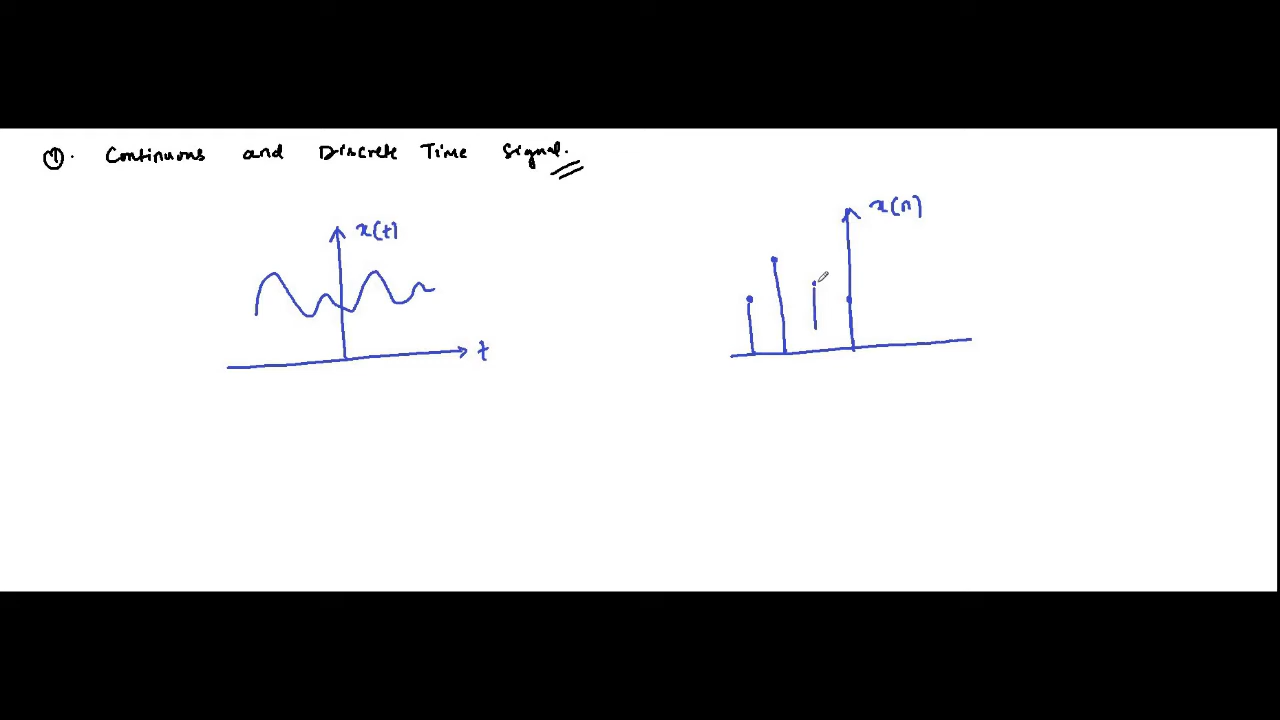 ①. Continuous and Discrete Time Signal.
x(t)
t
x(n)